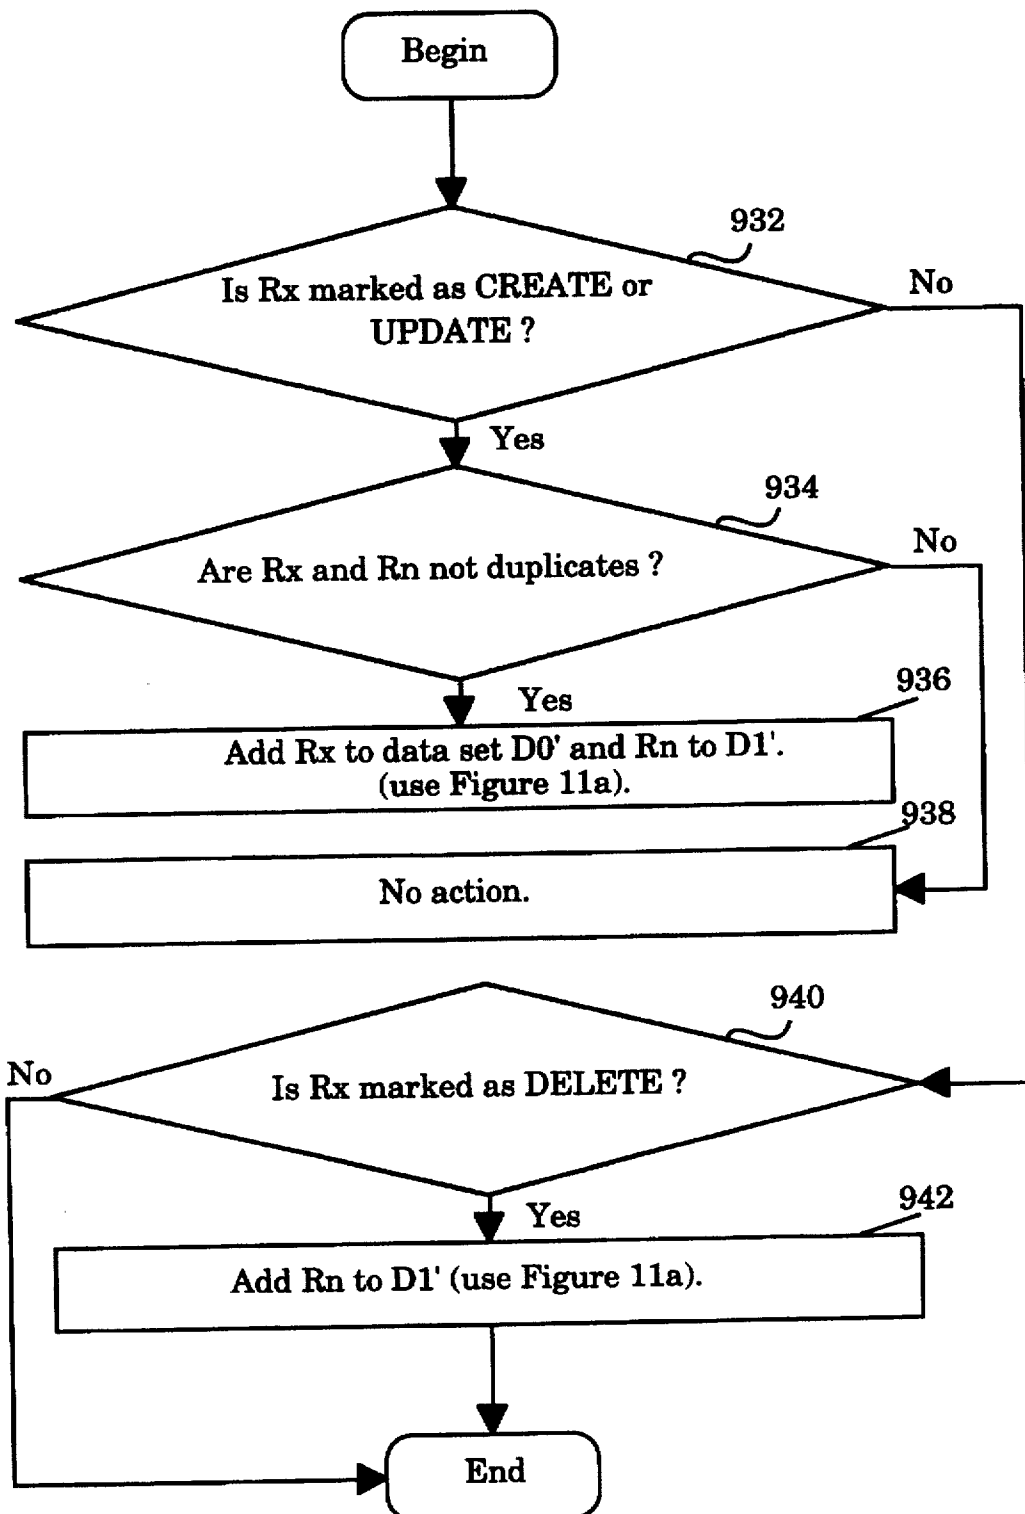 Begin
932
Is Rx marked as CREATE or
UPDATE ?
No
Yes
934
Are Rx and Rn not duplicates ?
No
Yes
936
Add Rx to data set D0' and Rn to D1'.
(use Figure 11a).
938
No action.
940
No
Is Rx marked as DELETE ?
Yes
942
Add Rn to D1' (use Figure 11a).
End